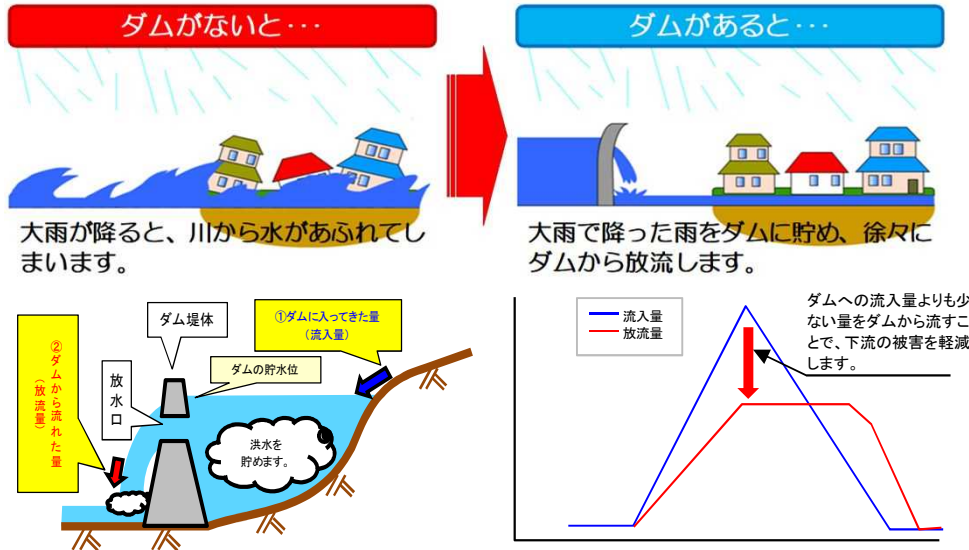 ダムがないと･･･
ダムがあると･･･
大雨が降ると、川から水があふれてし
まいます。
大雨で降った雨をダムに貯め、徐々に
ダムから放流します。
②ダムから流れた量
（放流量）
放水口
ダム堤体
①ダムに入ってきた量
（流入量）
ダムの貯水位
洪水を
貯めます。
流入量
放流量
ダムへの流入量よりも少
ない量をダムから流すこ
とで、下流の被害を軽減
します。